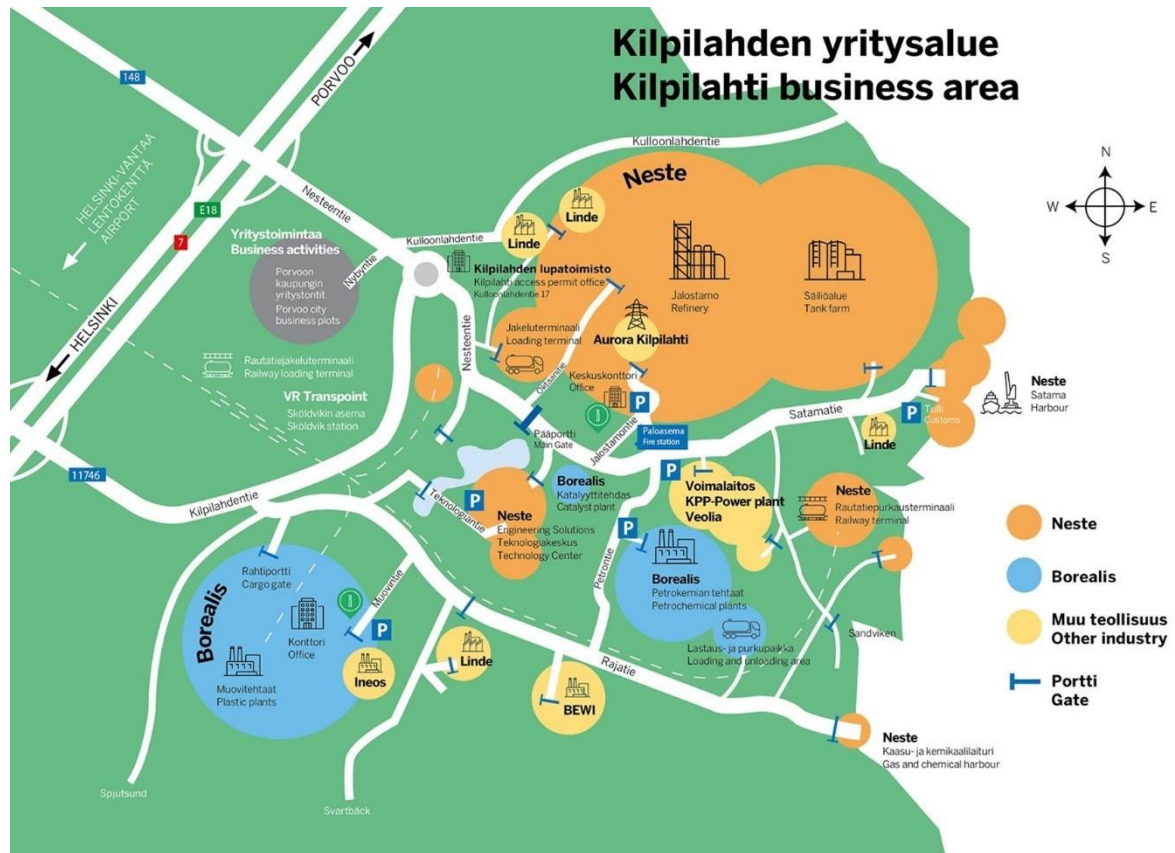 Kilpilahden yritysalue
Kilpilahti business area
148
PORVOO
HELSINKI-VANTAA
LENTOKENTTÄ
AIRPORT
E18
7
HELSINKI
N
W
E
S
Nesteentie
Kulloonlahdentie
Kulloonlahdentie
Neste
Linde
Linde
Yritystoimintaa
Business activities
Porvoon
kaupungin
yritystontit
Porvoo city
business plots
Nybyntie
Kilpilahden lupatoimisto
Kilpilahti access permit office
Kulloonlahdentie 17
Jalostamo
Refinery
Säiliöalue
Tank farm
Jakeluterminaali
Loading terminal
Aurora Kilpilahti
Rautatiejakeluterminaali
Railway loading terminal
VR Transpoint
Sköldvikin asema
Sköldvik station
Nesteentie
Keskuskonttori
Office
P
Pääportti
Main Gate
Jalostamontie
Paloasema
Fire station
Satamatie
P
Tulli
Customs
Linde
Neste
Satama
Harbour
11746
Kilpilahdentie
Teknologiantie
P
Neste
Engineering Solutions
Teknologiakeskus
Technology Center
Borealis
Katalyyttitehdas
Catalyst plant
P
Voimalaitos
KPP-Power plant
Veolia
Neste
Rautatiepurkausterminaali
Railway terminal
Neste
Borealis
Muu teollisuus
Other industry
Portti
Gate
P
Petrontie
Borealis
Petrokemian tehtaat
Petrochemical plants
Lastaus- ja purkupaikka
Loading and unloading area
Sandviken
Rahtiportti
Cargo gate
Muovintie
Borealis
Konttori
Office
P
Muovitehtaat
Plastic plants
Ineos
Linde
Rajatie
BEWI
Neste
Kaasu- ja kemikaalilaituri
Gas and chemical harbour
Spjutsund
Svartbäck